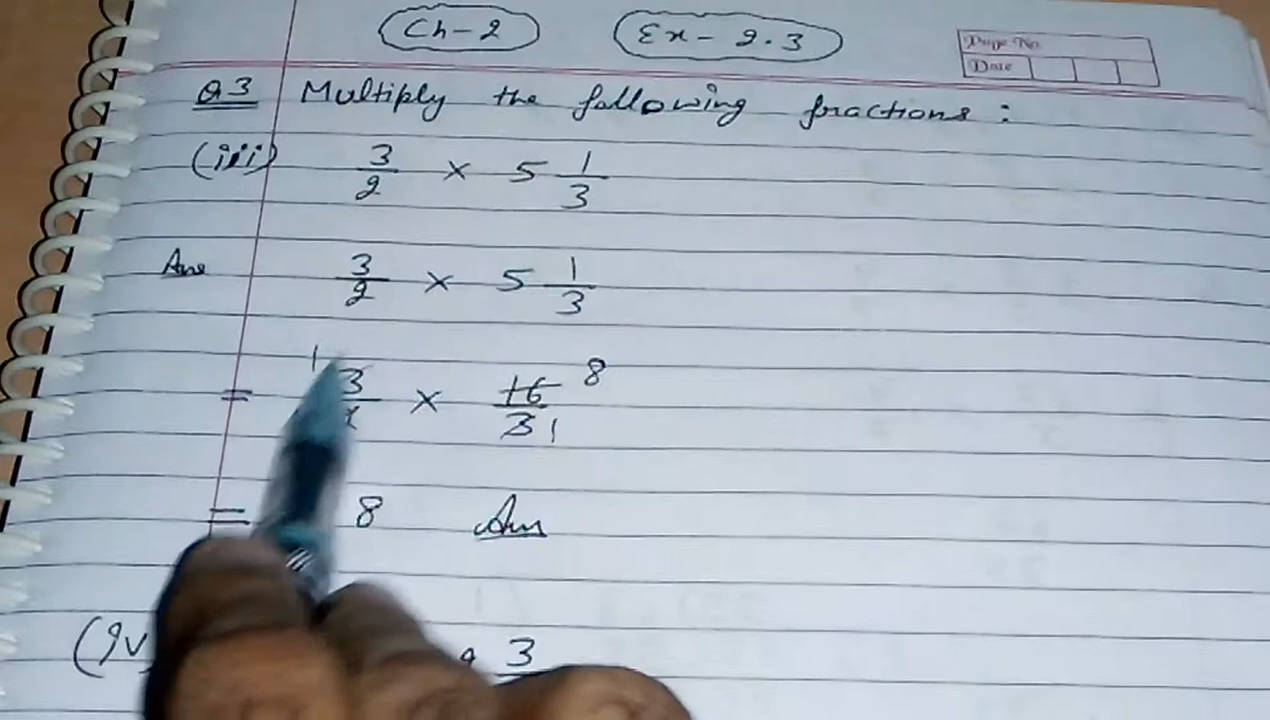 Ch-2 Ex-2.3
Page No.
Date
Q3 Multiply the following fractions :
(iii) 3/2 × 5 1/3
Ans 3/2 × 5 1/3
= 1 3/2 × 16/3 8 1
= 8 Ans
(iv) 3